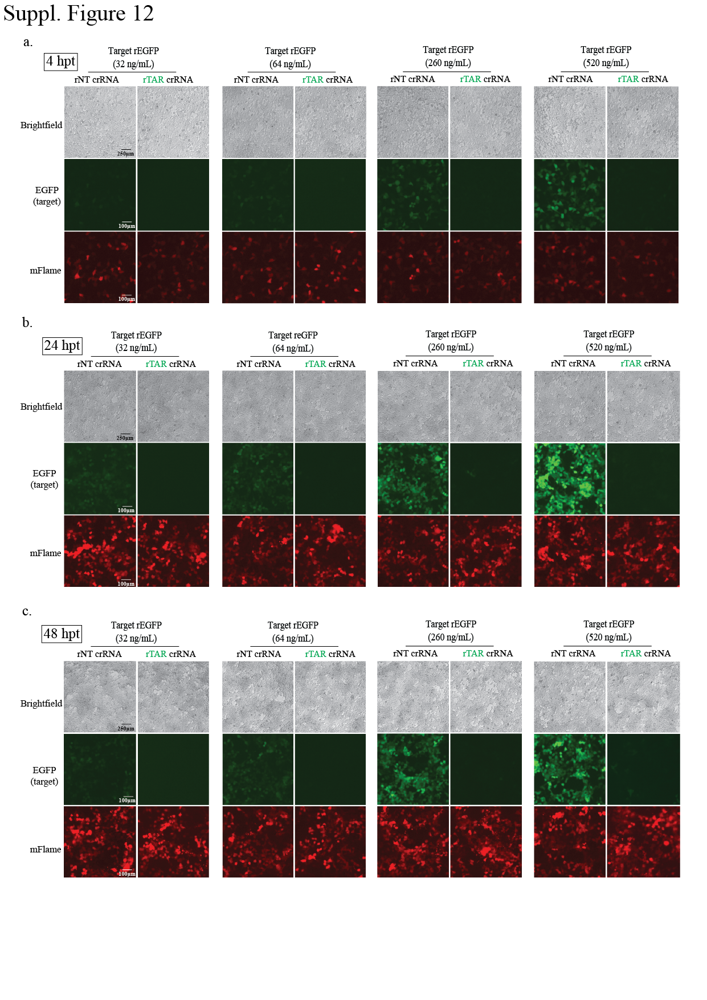 Suppl. Figure 12
a.
4 hpt
Target rEGFP
(32 ng/mL)
Target rEGFP
(64 ng/mL)
Target rEGFP
(260 ng/mL)
Target rEGFP
(520 ng/mL)
rNT crRNA rTAR crRNA rNT crRNA rTAR crRNA rNT crRNA rTAR crRNA rNT crRNA rTAR crRNA
Brightfield
250µm
EGFP
(target)
100µm
mFlame
100µm
b.
24 hpt
Target rEGFP
(32 ng/mL)
Target reGFP
(64 ng/mL)
Target rEGFP
(260 ng/mL)
Target rEGFP
(520 ng/mL)
rNT crRNA rTAR crRNA rNT crRNA rTAR crRNA rNT crRNA rTAR crRNA rNT crRNA rTAR crRNA
Brightfield
250µm
EGFP
(target)
100µm
mFlame
100µm
c.
48 hpt
Target rEGFP
(32 ng/mL)
Target rEGFP
(64 ng/mL)
Target rEGFP
(260 ng/mL)
Target rEGFP
(520 ng/mL)
rNT crRNA rTAR crRNA rNT crRNA rTAR crRNA rNT crRNA rTAR crRNA rNT crRNA rTAR crRNA
Brightfield
250µm
EGFP
(target)
100µm
mFlame
100µm